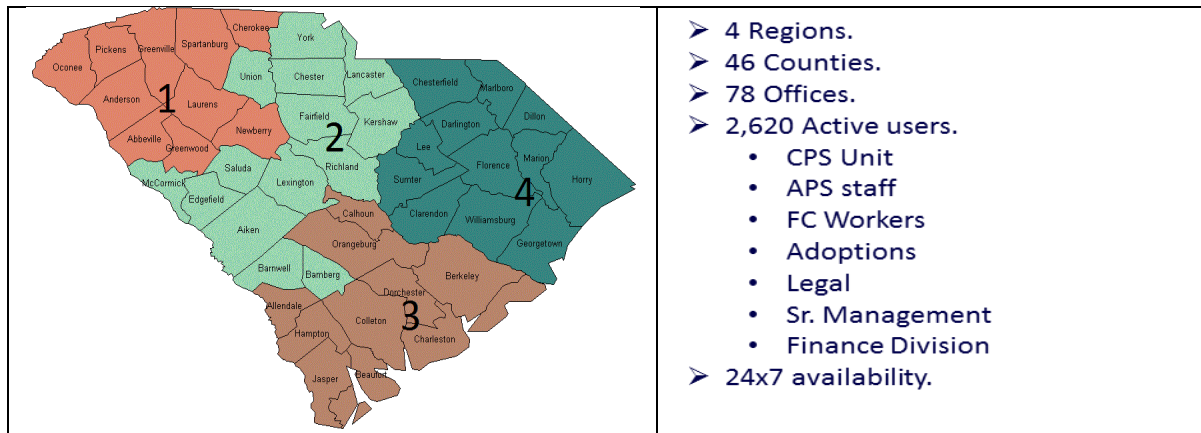 Cherokee
York
Spartanburg
Greenville
Pickens
Oconee
Union
Chester
Lancaster
Chesterfield
Marlboro
Anderson
1
Laurens
Dillon
Fairfield
Kershaw
Darlington
Abbeville
Newberry
2
Lee
Marion
Greenwood
Florence
Richland
Saluda
Horry
McCormick
Lexington
Sumter
4
Edgefield
Calhoun
Clarendon
Williamsburg
Aiken
Orangeburg
Georgetown
Barnwell
Bamberg
Berkeley
Dorchester
Allendale
3
Colleton
Hampton
Charleston
Jasper
Beaufort
➢ 4 Regions.
➢ 46 Counties.
➢ 78 Offices.
➢ 2,620 Active users.
• CPS Unit
• APS staff
• FC Workers
• Adoptions
• Legal
• Sr. Management
• Finance Division
➢ 24x7 availability.